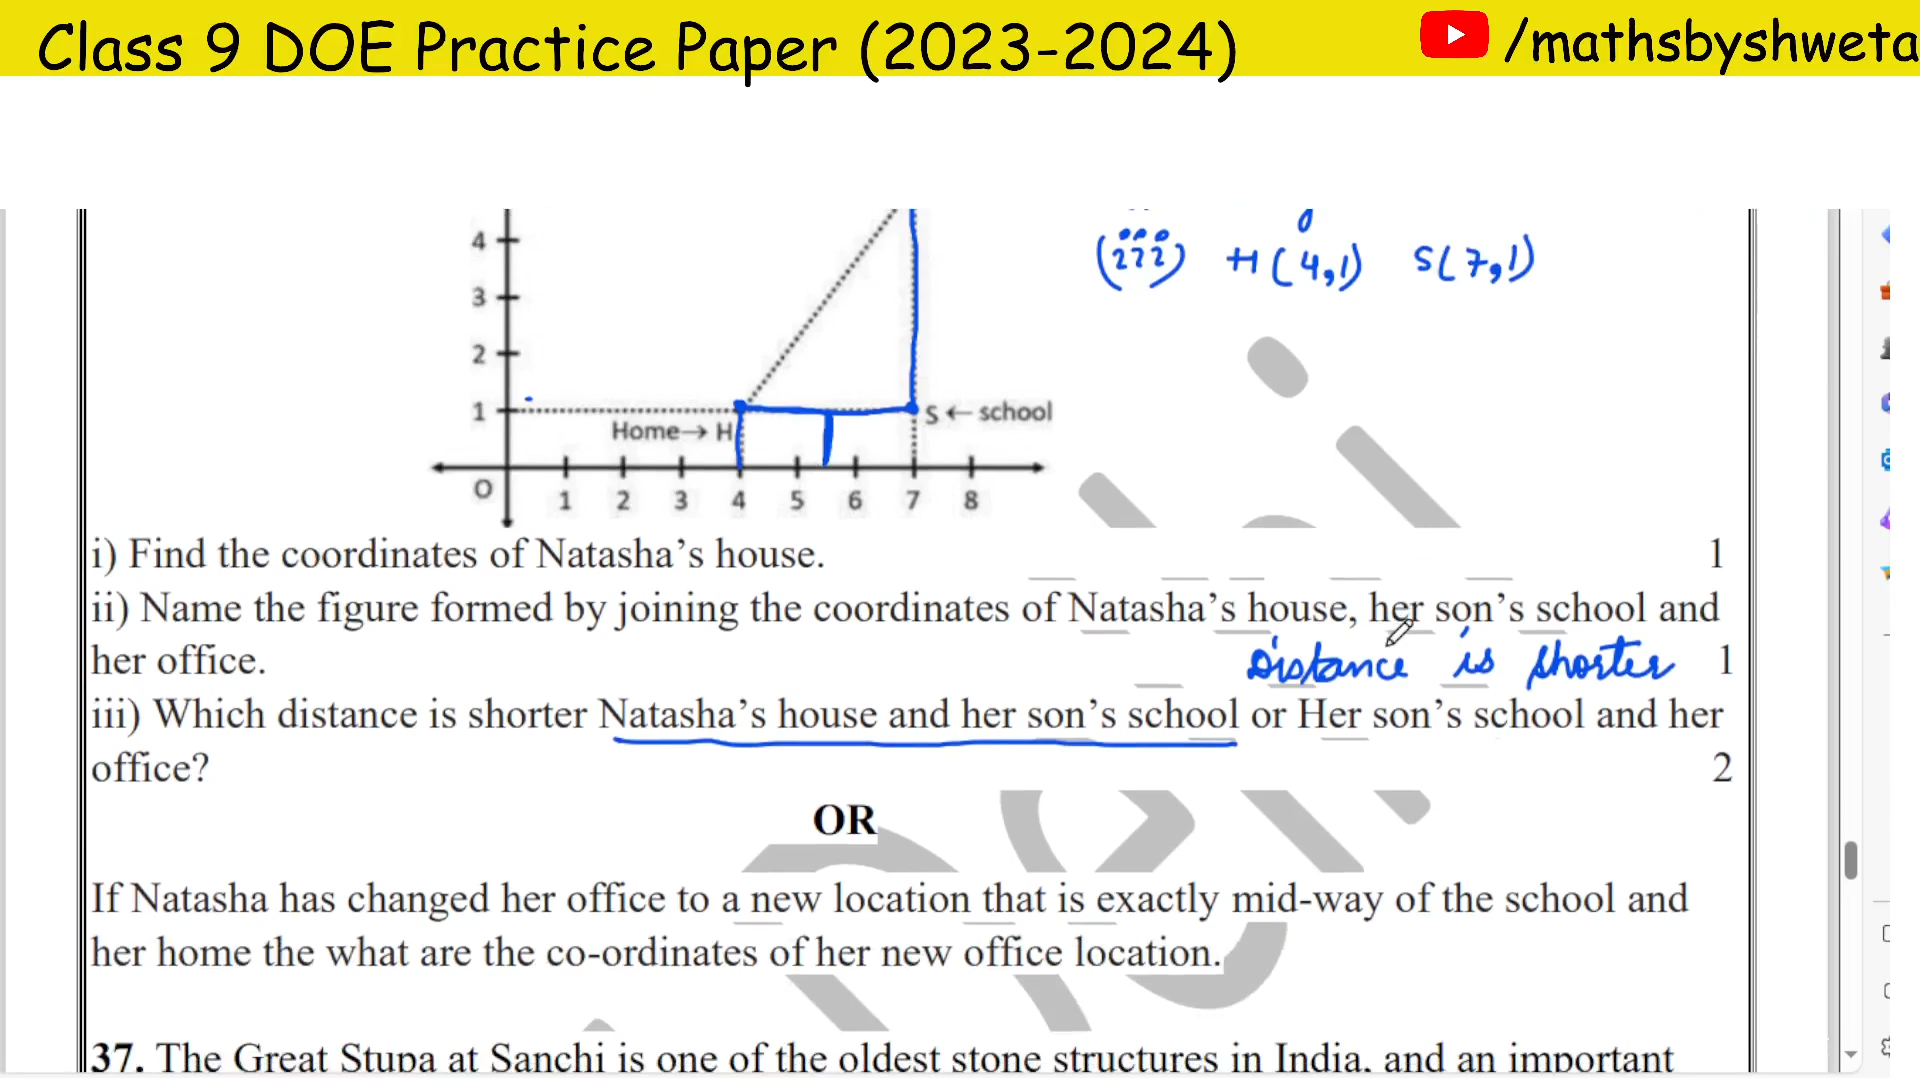 Class 9 DOE Practice Paper (2023-2024)
/mathsbyshweta
4
3
2
1
H(4,1) S(7,1)
S ← school
Home→ H
O 1 2 3 4 5 6 7 8
i) Find the coordinates of Natasha’s house. 1
ii) Name the figure formed by joining the coordinates of Natasha’s house, her son’s school and
her office. 1
Distance is shorter
iii) Which distance is shorter Natasha’s house and her son’s school or Her son’s school and her
office? 2
OR
If Natasha has changed her office to a new location that is exactly mid-way of the school and
her home the what are the co-ordinates of her new office location.
37. The Great Stupa at Sanchi is one of the oldest stone structures in India, and an important